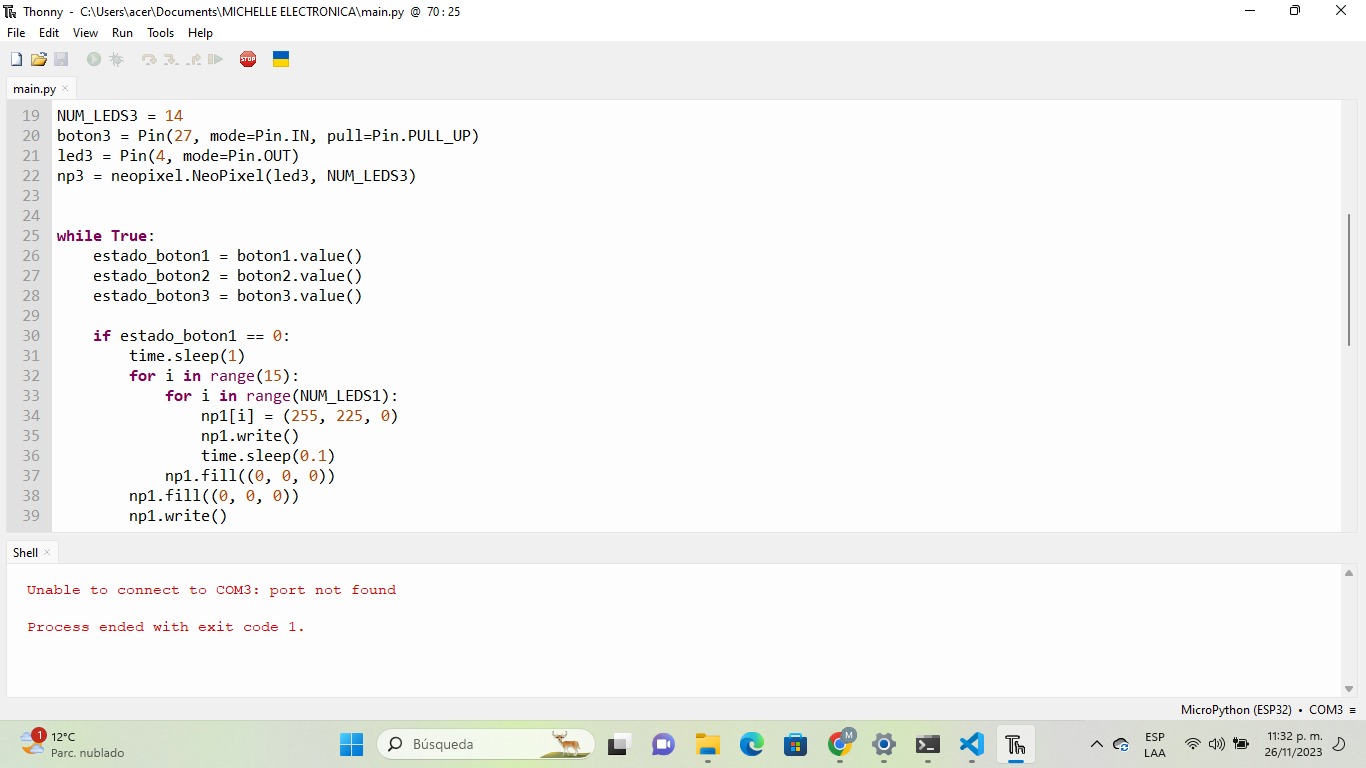 Thonny - C:\Users\acer\Documents\MICHELLE ELECTRONICA\main.py @ 70:25
File Edit View Run Tools Help
STOP
main.py ×
19 NUM_LEDS3 = 14
20 boton3 = Pin(27, mode=Pin.IN, pull=Pin.PULL_UP)
21 led3 = Pin(4, mode=Pin.OUT)
22 np3 = neopixel.NeoPixel(led3, NUM_LEDS3)
23
24
25 while True:
26     estado_boton1 = boton1.value()
27     estado_boton2 = boton2.value()
28     estado_boton3 = boton3.value()
29
30     if estado_boton1 == 0:
31         time.sleep(1)
32         for i in range(15):
33             for i in range(NUM_LEDS1):
34                 np1[i] = (255, 225, 0)
35                 np1.write()
36                 time.sleep(0.1)
37             np1.fill((0, 0, 0))
38         np1.fill((0, 0, 0))
39         np1.write()
Shell ×
Unable to connect to COM3: port not found
Process ended with exit code 1.
MicroPython (ESP32) • COM3 ≡
1 12°C
Parc. nublado
Búsqueda
M
Th
ESP
LAA
11:32 p. m.
26/11/2023